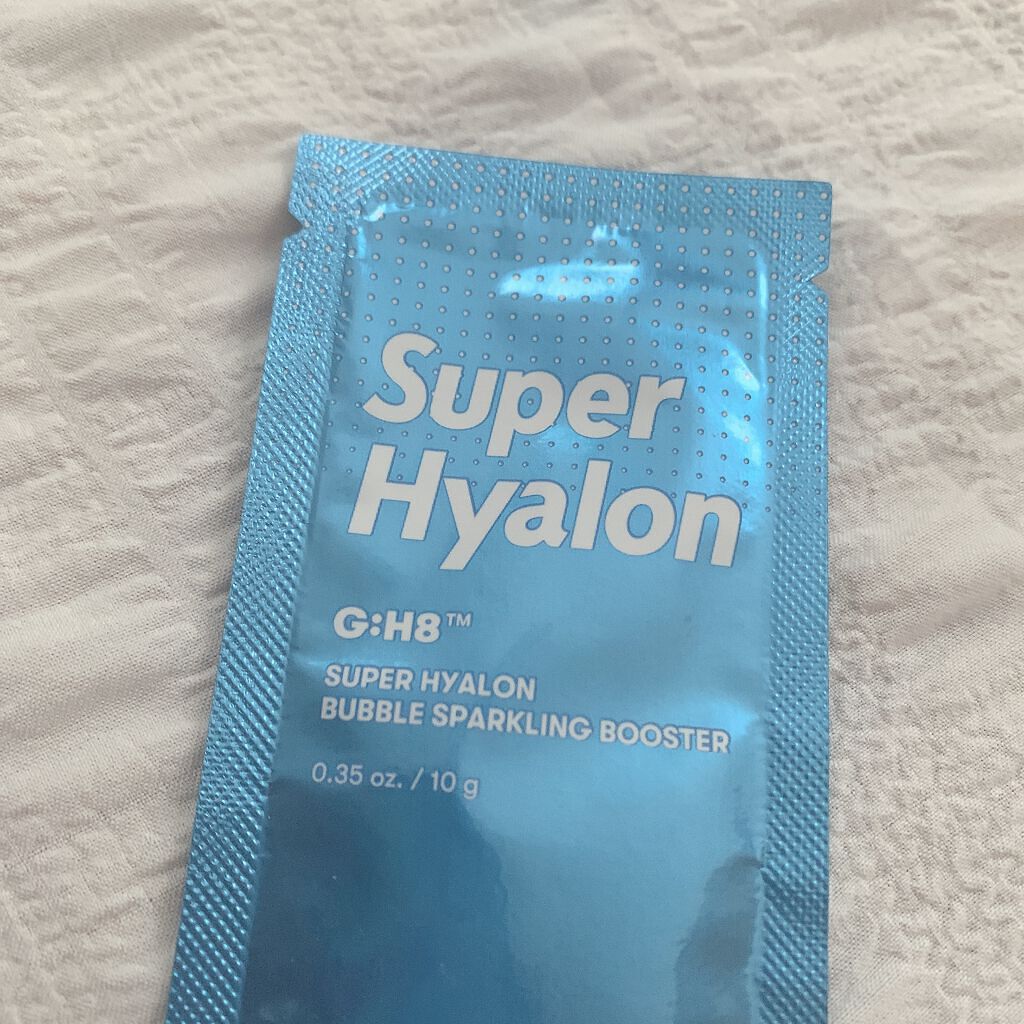 Super
Hyalon
G:H8™
SUPER HYALON
BUBBLE SPARKLING BOOSTER
0.35 oz. / 10 g